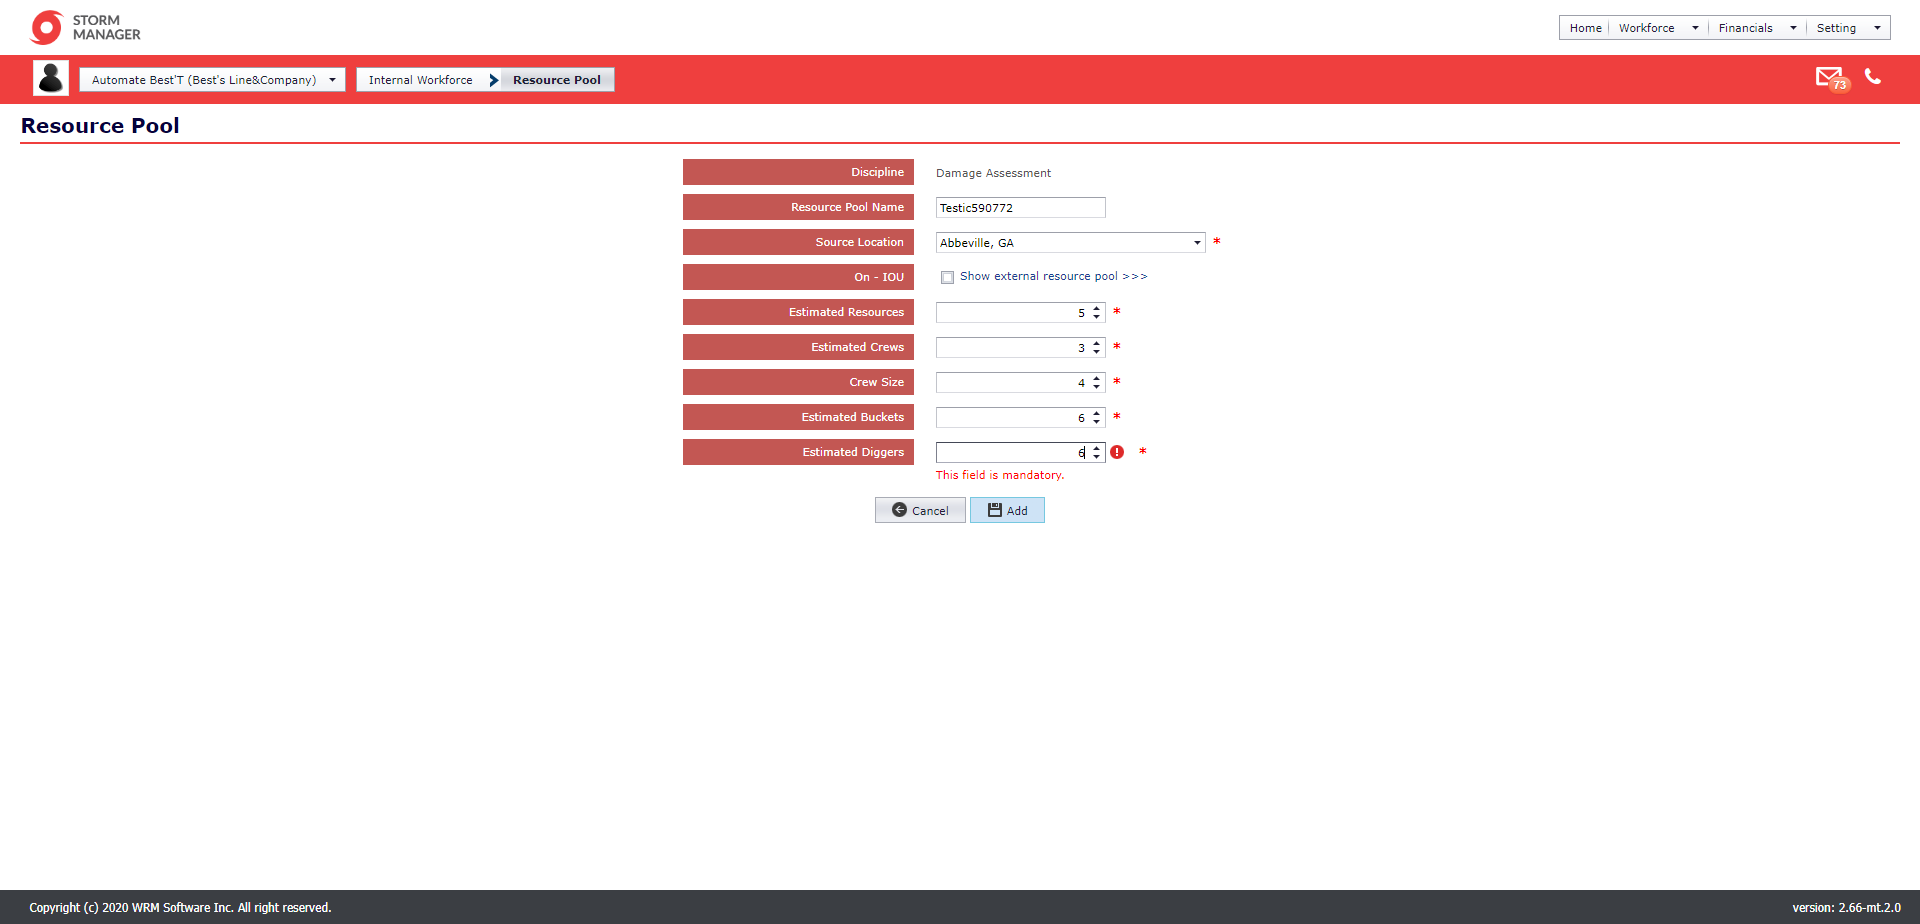 STORM
MANAGER
Home Workforce Financials Setting
Automate Best'T (Best's Line&Company) Internal Workforce Resource Pool
73
Resource Pool
Discipline Damage Assessment
Resource Pool Name Testic590772
Source Location Abbeville, GA *
On - IOU Show external resource pool >>>
Estimated Resources 5 *
Estimated Crews 3 *
Crew Size 4 *
Estimated Buckets 6 *
Estimated Diggers 6 ! *
This field is mandatory.
Cancel Add
Copyright (c) 2020 WRM Software Inc. All right reserved. version: 2.66-mt.2.0